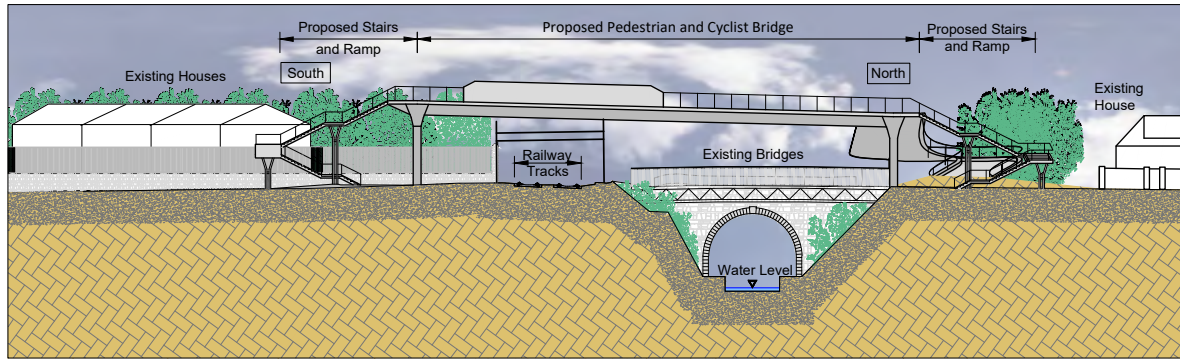 Proposed Stairs
and Ramp
Proposed Pedestrian and Cyclist Bridge
Proposed Stairs
and Ramp
Existing Houses
South
North
Existing
House
Railway
Tracks
Existing Bridges
Water Level